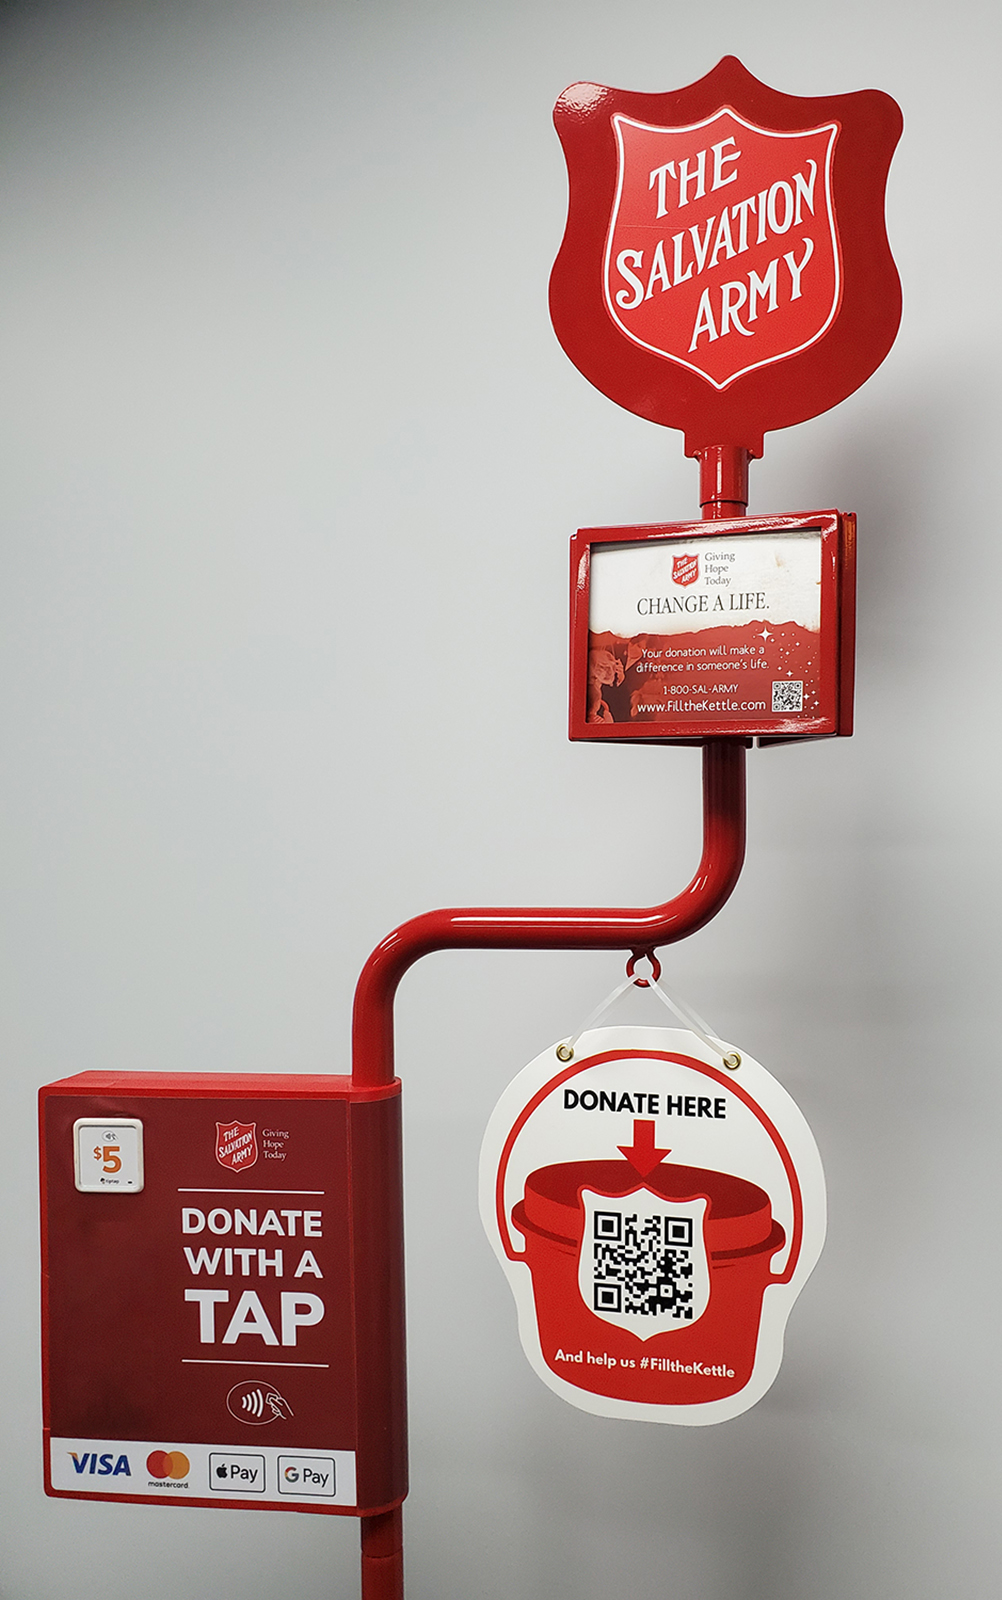 THE
SALVATION
ARMY
THE
SALVATION
ARMY
Giving
Hope
Today
CHANGE A LIFE.
Your donation will make a
difference in someone's life.
1-800-SAL-ARMY
www.FilltheKettle.com
DONATE HERE
And help us #FilltheKettle
$5
tiptap
THE
SALVATION
ARMY
Giving
Hope
Today
DONATE
WITH A
TAP
VISA
mastercard
Pay
G Pay